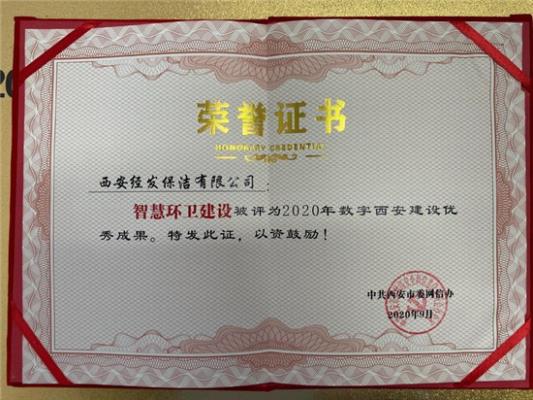 荣誉证书
HONORARY CREDENTIAL
西安经发保洁有限公司：
智慧环卫建设被评为2020年数字西安建设优
秀成果。特发此证，以资鼓励！
中共西安市委网信办
2020年9月